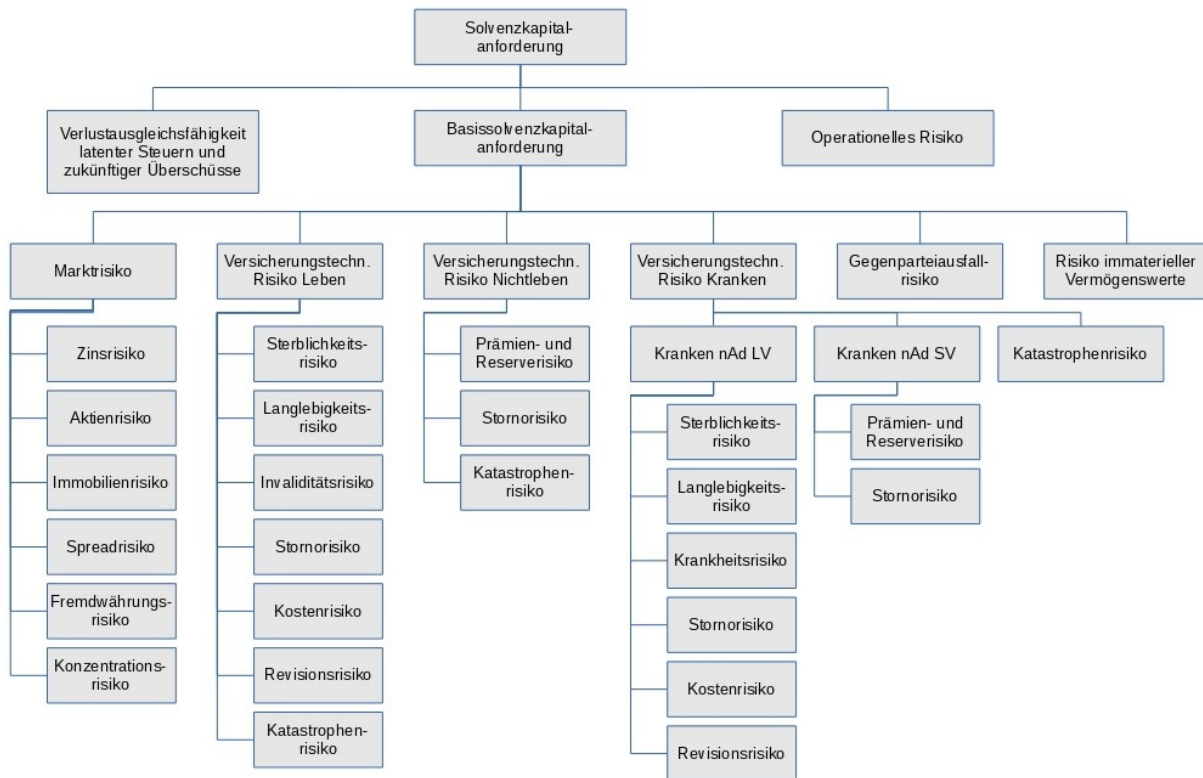 Solvenzkapital-
anforderung
Verlustausgleichsfähigkeit
latenter Steuern und
zukünftiger Überschüsse
Basissolvenzkapital-
anforderung
Operationelles Risiko
Marktrisiko
Versicherungstechn.
Risiko Leben
Versicherungstechn.
Risiko Nichtleben
Versicherungstechn.
Risiko Kranken
Gegenparteiausfall-
risiko
Risiko immaterieller
Vermögenswerte
Zinsrisiko
Aktienrisiko
Immobilienrisiko
Spreadrisiko
Fremdwährungs-
risiko
Konzentrations-
risiko
Sterblichkeits-
risiko
Langlebigkeits-
risiko
Invaliditätsrisiko
Stornorisiko
Kostenrisiko
Revisionsrisiko
Katastrophen-
risiko
Prämien- und
Reserverisiko
Stornorisiko
Katastrophen-
risiko
Kranken nAd LV
Sterblichkeits-
risiko
Langlebigkeits-
risiko
Krankheitsrisiko
Stornorisiko
Kostenrisiko
Revisionsrisiko
Kranken nAd SV
Prämien- und
Reserverisiko
Stornorisiko
Katastrophenrisiko